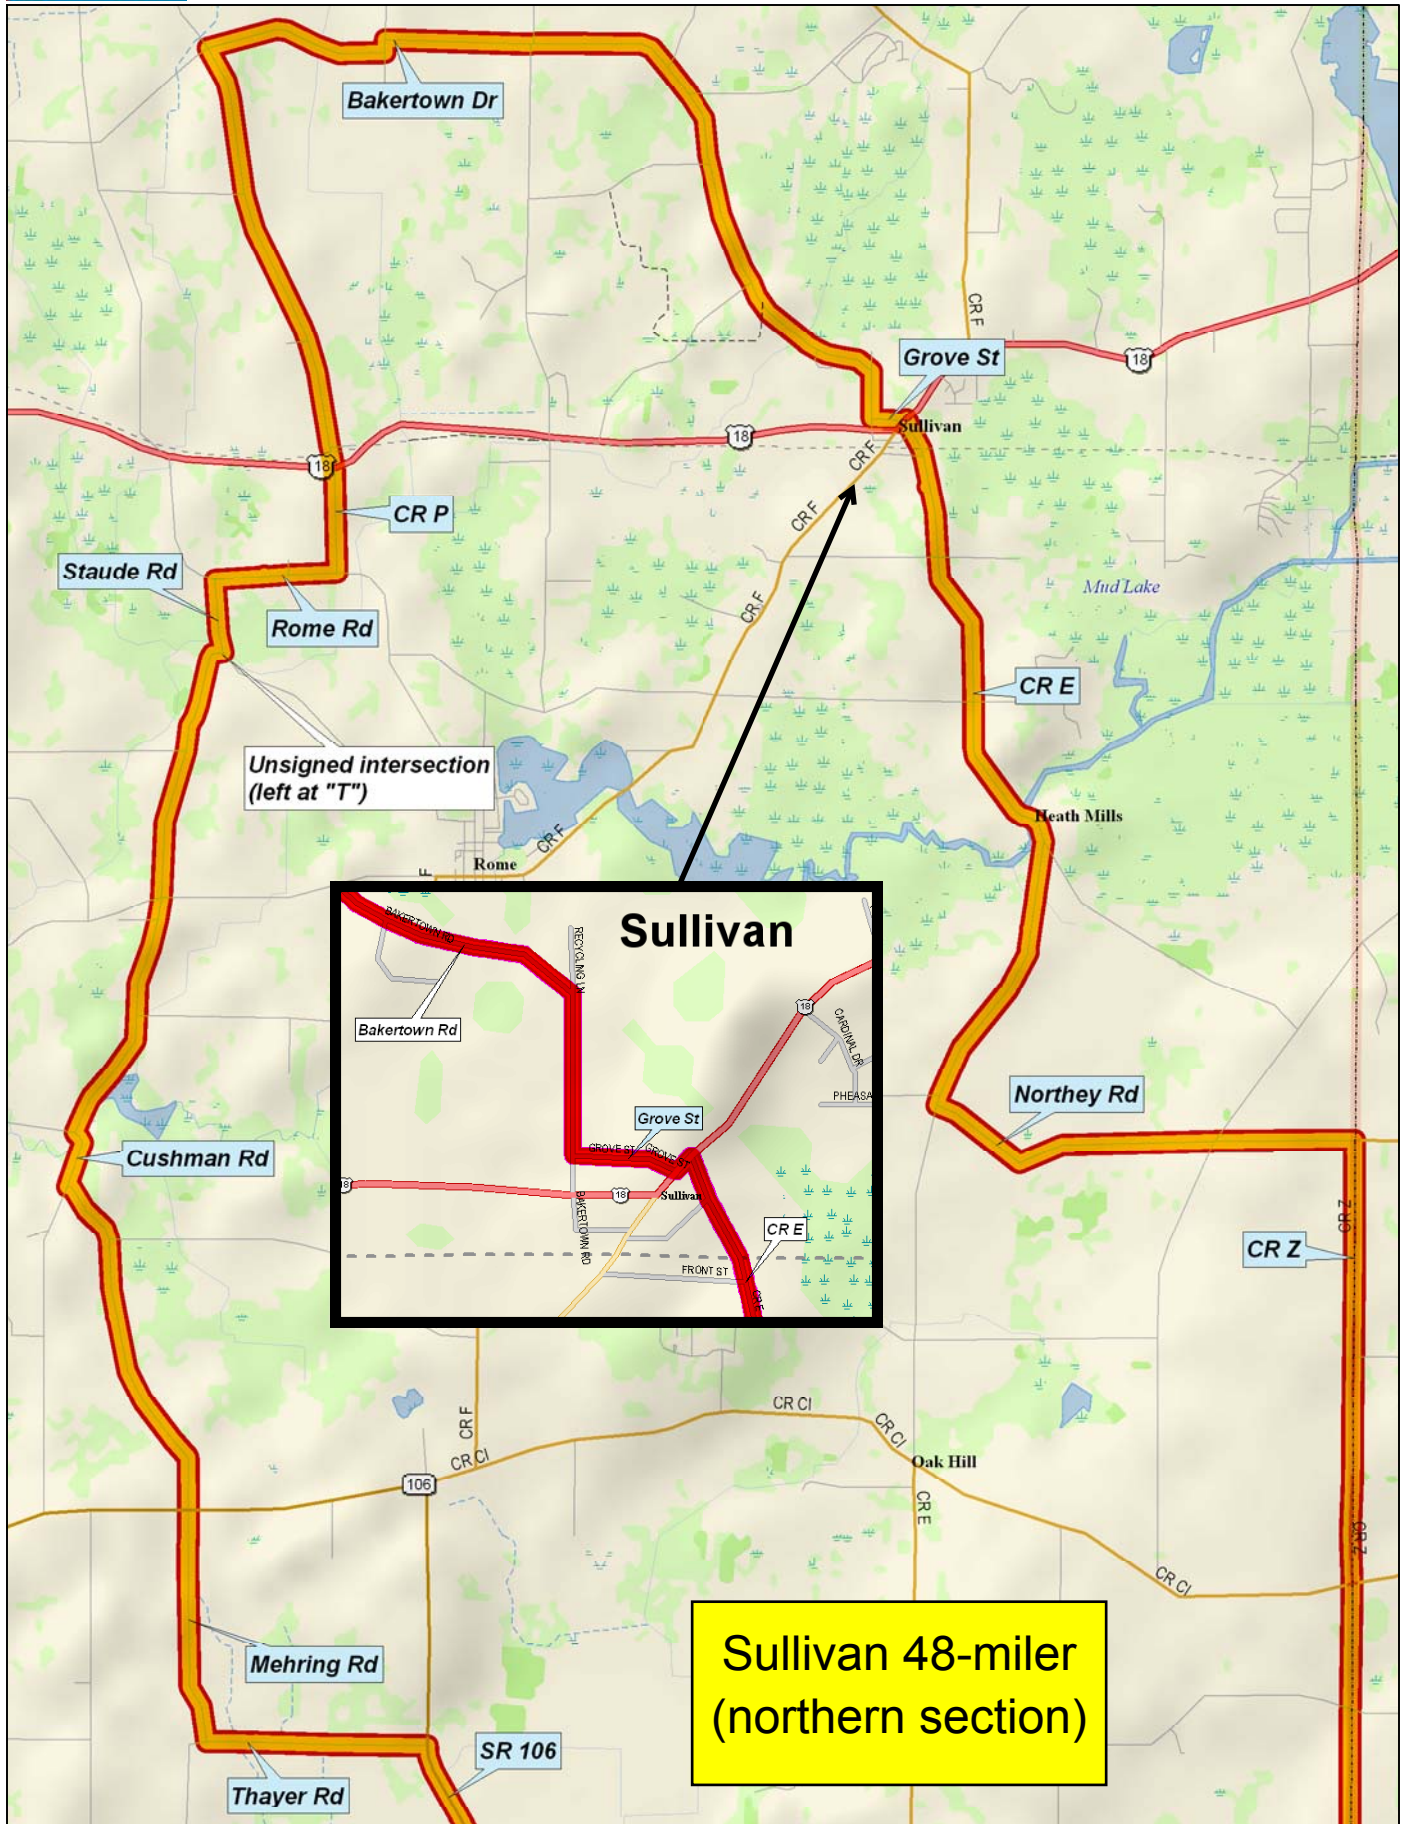 Bakertown Dr
CR F
Grove St
18
18
Sullivan
18
CR F
CR P
CR F
Staude Rd
Mud Lake
CR F
Rome Rd
CR E
Unsigned intersection
(left at "T")
Heath Mills
CR F
Rome
F
Sullivan
BAKERTOWN RD
RECYCLING LN
18
Bakertown Rd
CARDINAL DR
PHEASA
Northey Rd
Grove St
GROVE ST
GROVE ST
Cushman Rd
18
18
Sullivan
BAKERTOWN RD
CR E
CR Z
CR Z
FRONT ST
CR E
CR CI
CR F
CR CI
CR CI
Oak Hill
106
CR E
CR Z
CR CI
Sullivan 48-miler
(northern section)
Mehring Rd
SR 106
Thayer Rd